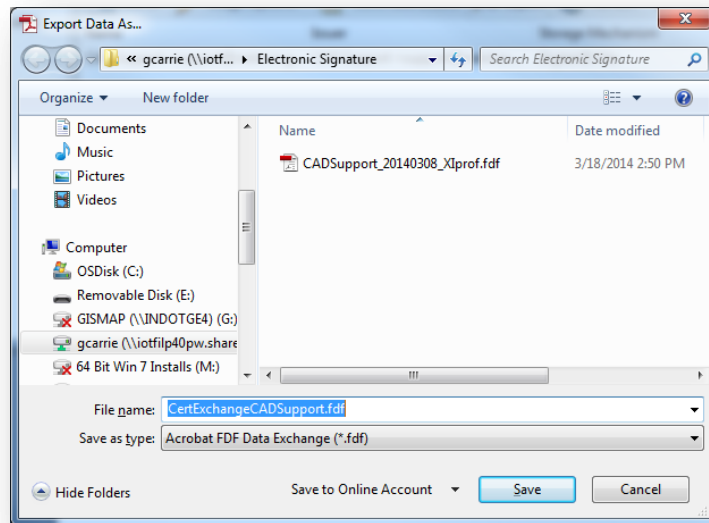 Export Data As...
« gcarrie (\\iotf... ▸ Electronic Signature
Search Electronic Signature
Organize
New folder
Name
Date modified
Documents
Music
Pictures
Videos
CADSupport_20140308_XIprof.fdf
3/18/2014 2:50 PM
Computer
OSDisk (C:)
Removable Disk (E:)
GISMAP (\\INDOTGE4) (G:)
gcarrie (\\iotfilp40pw.share
64 Bit Win 7 Installs (M:)
File name: CertExchangeCADSupport.fdf
Save as type: Acrobat FDF Data Exchange (*.fdf)
Hide Folders
Save to Online Account
Save
Cancel